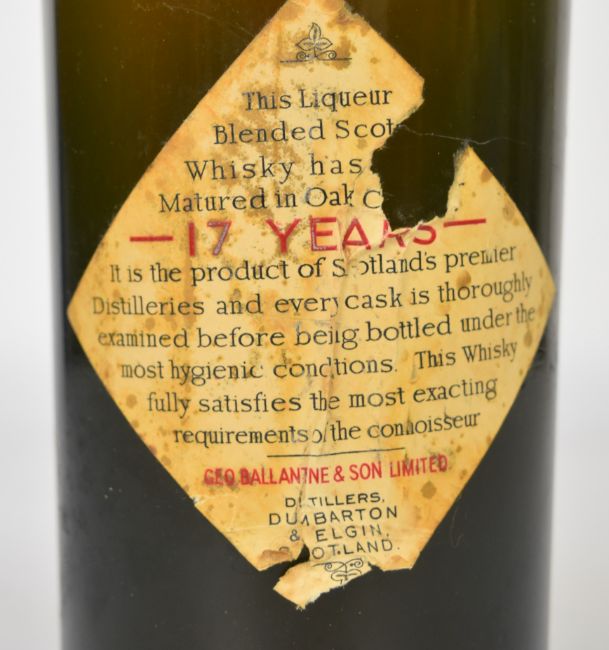 This Liqueur
Blended Scot
Whisky has
Matured in Oak C
— 17 YEARS —
It is the product of Scotland's premier
Distilleries and every cask is thoroughly
examined before being bottled under the
most hygienic conditions. This Whisky
fully satisfies the most exacting
requirements of the connoisseur
GEO. BALLANTINE & SON LIMITED
DISTILLERS,
DUMBARTON
& ELGIN,
SCOTLAND.